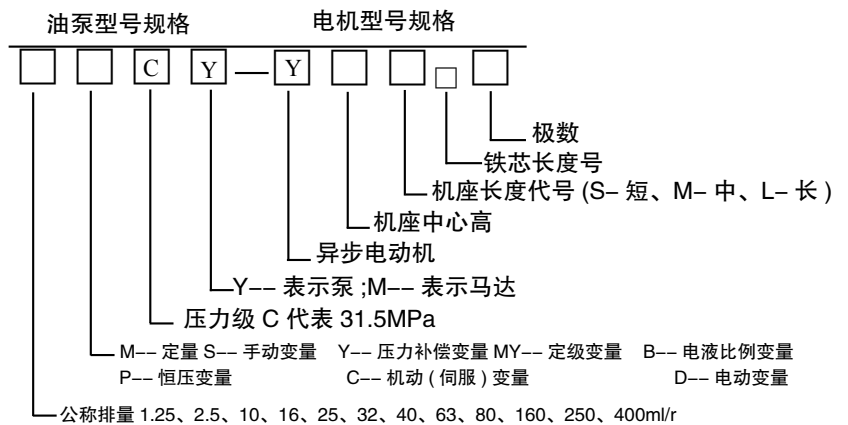 油泵型号规格 电机型号规格
C Y — Y
极数
铁芯长度号
机座长度代号 (S– 短、M– 中、L– 长 )
机座中心高
异步电动机
Y–– 表示泵 ;M–– 表示马达
压力级 C 代表 31.5MPa
M–– 定量 S–– 手动变量 Y–– 压力补偿变量 MY–– 定级变量 B–– 电液比例变量
P–– 恒压变量 C–– 机动 ( 伺服 ) 变量 D–– 电动变量
公称排量 1.25、2.5、10、16、25、32、40、63、80、160、250、400ml/r